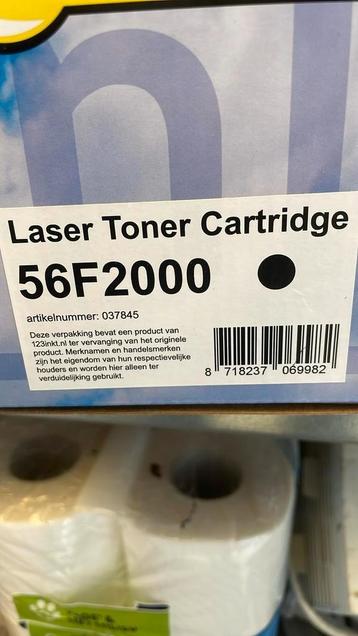 Laser Toner Cartridge
56F2000
artikelnummer: 037845
Deze verpakking bevat een product van
123inkt.nl ter vervanging van het originele
product. Merknamen en handelsmerken
zijn het eigendom van hun respectievelijke
houders en worden hier alleen ter
verduidelijking gebruikt.
8 718237 069982